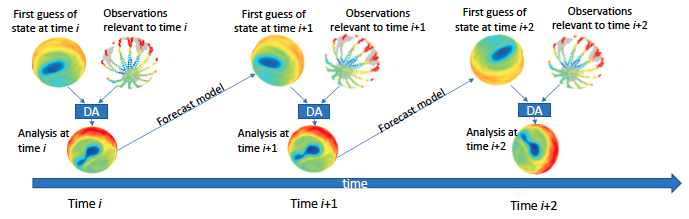 First guess of
state at time i
Observations
relevant to time i
First guess of
state at time i+1
Observations
relevant to time i+1
First guess of
state at time i+2
Observations
relevant to time i+2
DA
DA
DA
Forecast model
Forecast model
Analysis at
time i
Analysis at
time i+1
Analysis at
time i+2
time
Time i
Time i+1
Time i+2